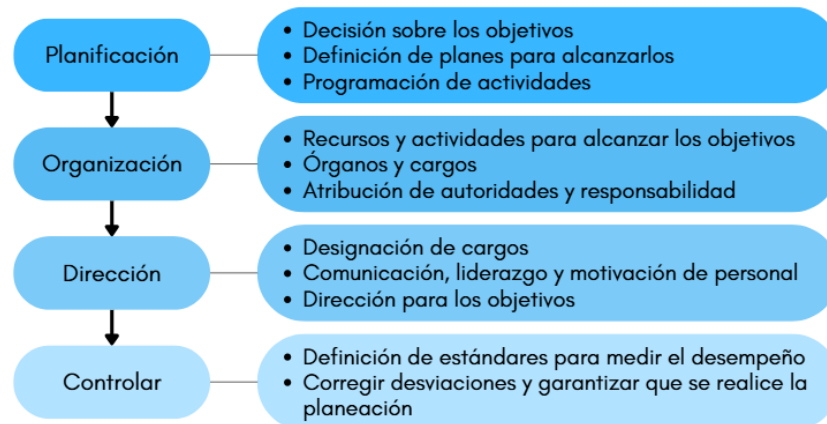 Planificación
• Decisión sobre los objetivos
• Definición de planes para alcanzarlos
• Programación de actividades
Organización
• Recursos y actividades para alcanzar los objetivos
• Órganos y cargos
• Atribución de autoridades y responsabilidad
Dirección
• Designación de cargos
• Comunicación, liderazgo y motivación de personal
• Dirección para los objetivos
Controlar
• Definición de estándares para medir el desempeño
• Corregir desviaciones y garantizar que se realice la
planeación